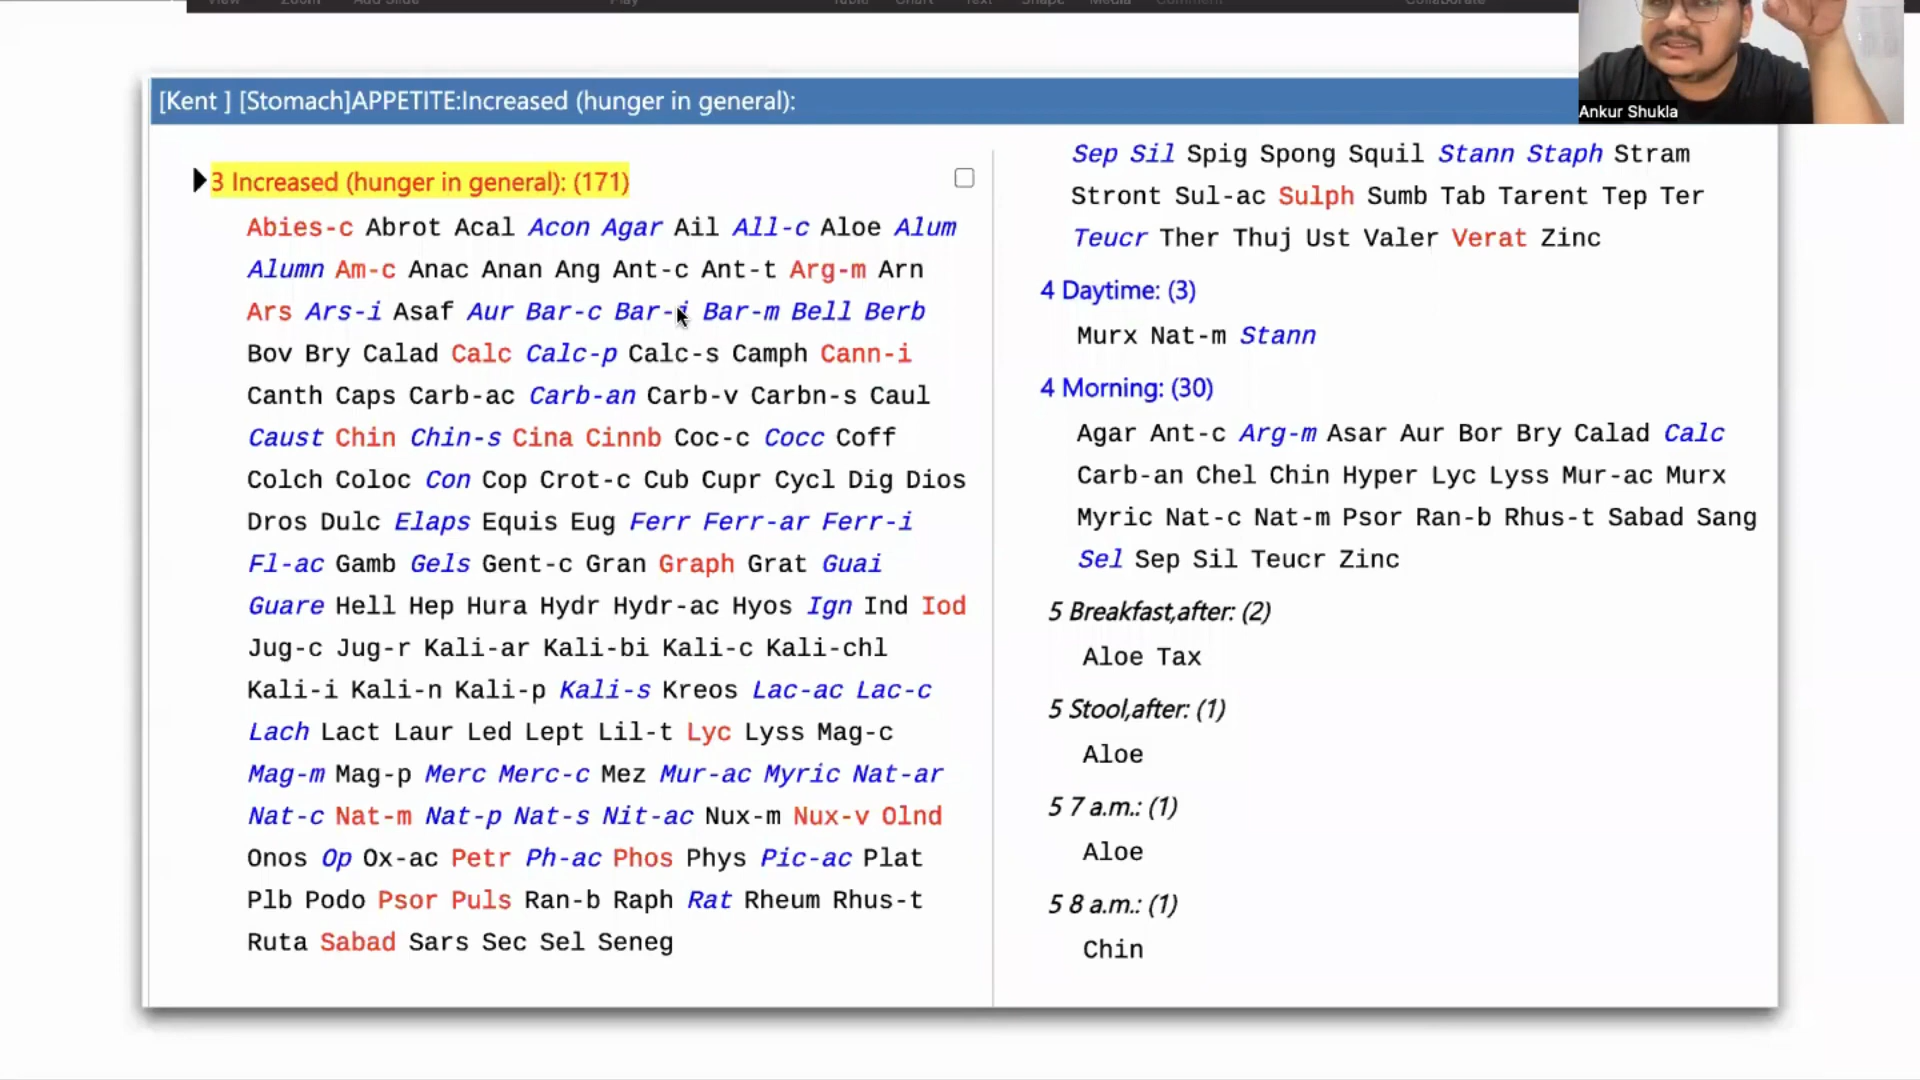 View Zoom Add Slide Play Table Chart Text Shape Media Comment Collaborate
Ankur Shukla
[Kent ] [Stomach]APPETITE:Increased (hunger in general):
3 Increased (hunger in general): (171)
Abies-c Abrot Acal Acon Agar Ail All-c Aloe Alum
Alumn Am-c Anac Anan Ang Ant-c Ant-t Arg-m Arn
Ars Ars-i Asaf Aur Bar-c Bar-i Bar-m Bell Berb
Bov Bry Calad Calc Calc-p Calc-s Camph Cann-i
Canth Caps Carb-ac Carb-an Carb-v Carbn-s Caul
Caust Chin Chin-s Cina Cinnb Coc-c Cocc Coff
Colch Coloc Con Cop Crot-c Cub Cupr Cycl Dig Dios
Dros Dulc Elaps Equis Eug Ferr Ferr-ar Ferr-i
Fl-ac Gamb Gels Gent-c Gran Graph Grat Guai
Guare Hell Hep Hura Hydr Hydr-ac Hyos Ign Ind Iod
Jug-c Jug-r Kali-ar Kali-bi Kali-c Kali-chl
Kali-i Kali-n Kali-p Kali-s Kreos Lac-ac Lac-c
Lach Lact Laur Led Lept Lil-t Lyc Lyss Mag-c
Mag-m Mag-p Merc Merc-c Mez Mur-ac Myric Nat-ar
Nat-c Nat-m Nat-p Nat-s Nit-ac Nux-m Nux-v Olnd
Onos Op Ox-ac Petr Ph-ac Phos Phys Pic-ac Plat
Plb Podo Psor Puls Ran-b Raph Rat Rheum Rhus-t
Ruta Sabad Sars Sec Sel Seneg
Sep Sil Spig Spong Squil Stann Staph Stram
Stront Sul-ac Sulph Sumb Tab Tarent Tep Ter
Teucr Ther Thuj Ust Valer Verat Zinc
4 Daytime: (3)
Murx Nat-m Stann
4 Morning: (30)
Agar Ant-c Arg-m Asar Aur Bor Bry Calad Calc
Carb-an Chel Chin Hyper Lyc Lyss Mur-ac Murx
Myric Nat-c Nat-m Psor Ran-b Rhus-t Sabad Sang
Sel Sep Sil Teucr Zinc
5 Breakfast,after: (2)
Aloe Tax
5 Stool,after: (1)
Aloe
5 7 a.m.: (1)
Aloe
5 8 a.m.: (1)
Chin